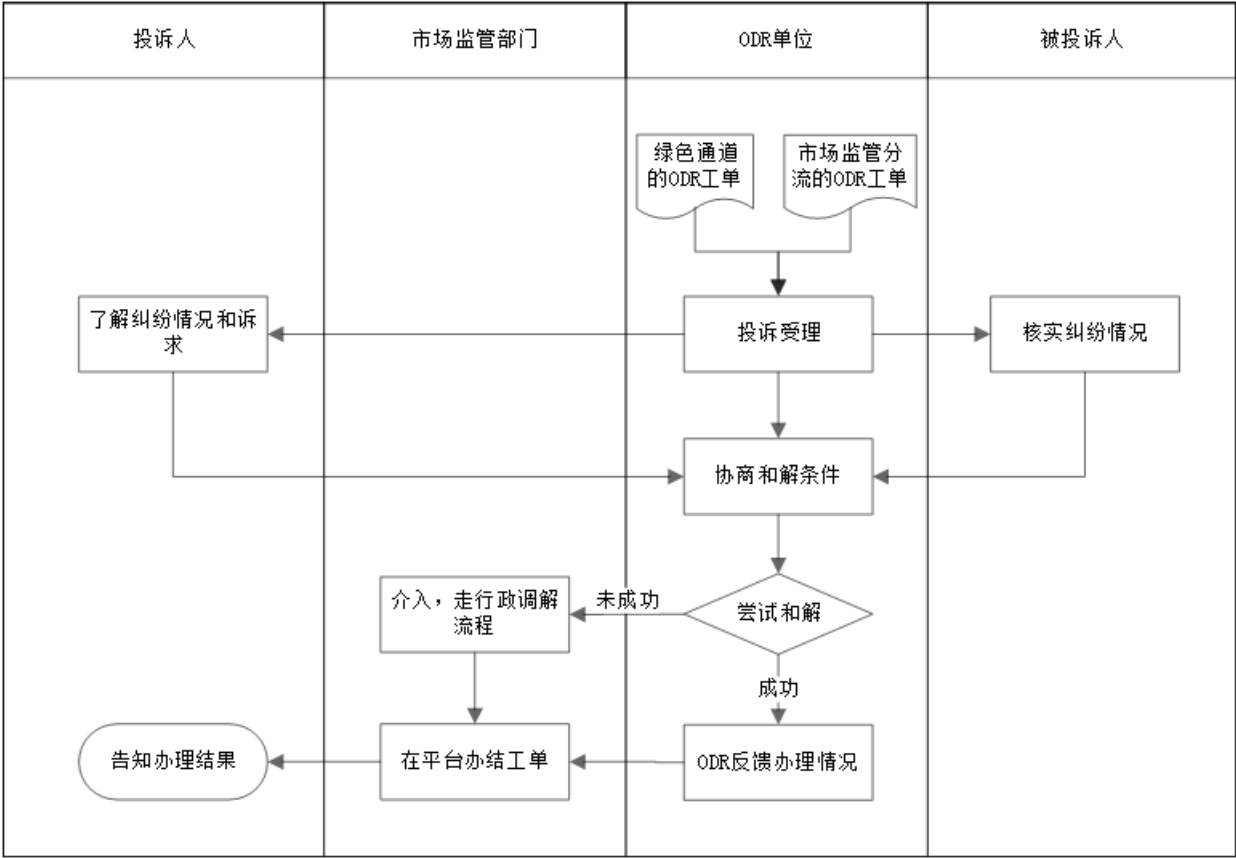 投诉人
市场监管部门
ODR单位
被投诉人
绿色通道
的ODR工单
市场监管分
流的ODR工单
了解纠纷情况和诉
求
投诉受理
核实纠纷情况
协商和解条件
介入，走行政调解
流程
未成功
尝试和解
成功
告知办理结果
在平台办结工单
ODR反馈办理情况